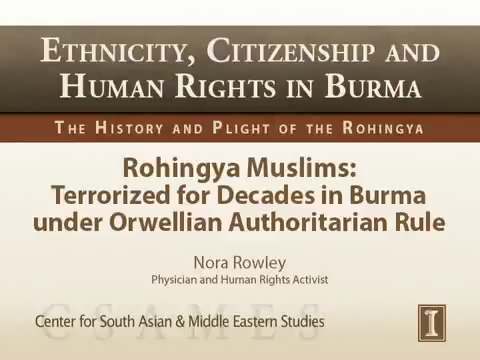 ETHNICITY, CITIZENSHIP AND
HUMAN RIGHTS IN BURMA
THE HISTORY AND PLIGHT OF THE ROHINGYA
Rohingya Muslims:
Terrorized for Decades in Burma
under Orwellian Authoritarian Rule
Nora Rowley
Physician and Human Rights Activist
CSAMES
Center for South Asian & Middle Eastern Studies
I